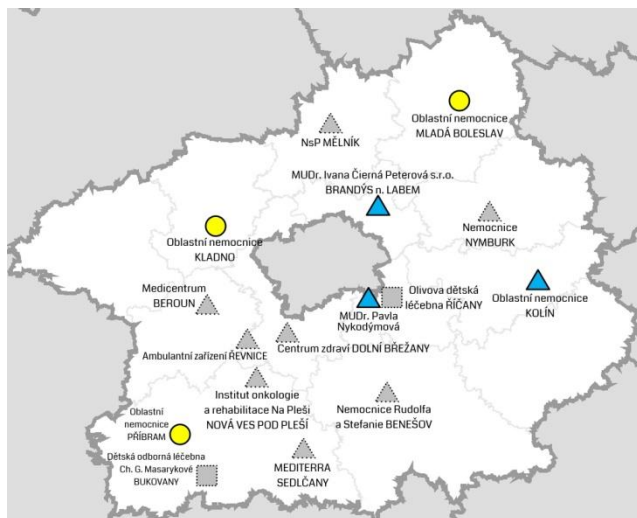 Oblastní nemocnice
MLADÁ BOLESLAV
NsP MĚLNÍK
MUDr. Ivana Čierná Peterová s.r.o.
BRANDÝS n. LABEM
Nemocnice
NYMBURK
Oblastní nemocnice
KLADNO
Medicentrum
BEROUN
Olivova dětská
léčebna ŘÍČANY
Oblastní nemocnice
KOLÍN
MUDr. Pavla
Nykodýmová
Ambulantní zařízení ŘEVNICE
Centrum zdraví DOLNÍ BŘEŽANY
Institut onkologie
a rehabilitace Na Pleši
NOVÁ VES POD PLEŠÍ
Nemocnice Rudolfa
a Stefanie BENEŠOV
Oblastní
nemocnice
PŘÍBRAM
Dětská odborná léčebna
Ch. G. Masarykové
BUKOVANY
MEDITERRA
SEDLČANY